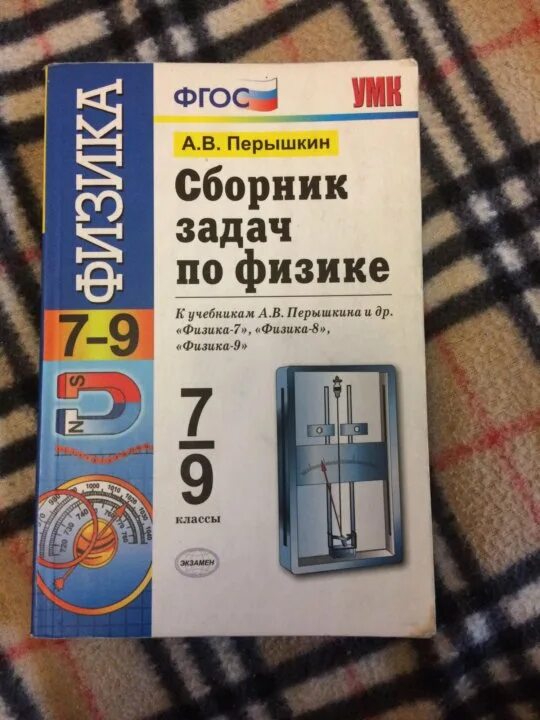 ФГОС
УМК
А.В. Перышкин
Сборник
задач
по физике
К учебникам А.В. Перышкина и др.
«Физика-7», «Физика-8»,
«Физика-9»
7
9
классы
ЭКЗАМЕН
ФИЗИКА
7-9
S
N